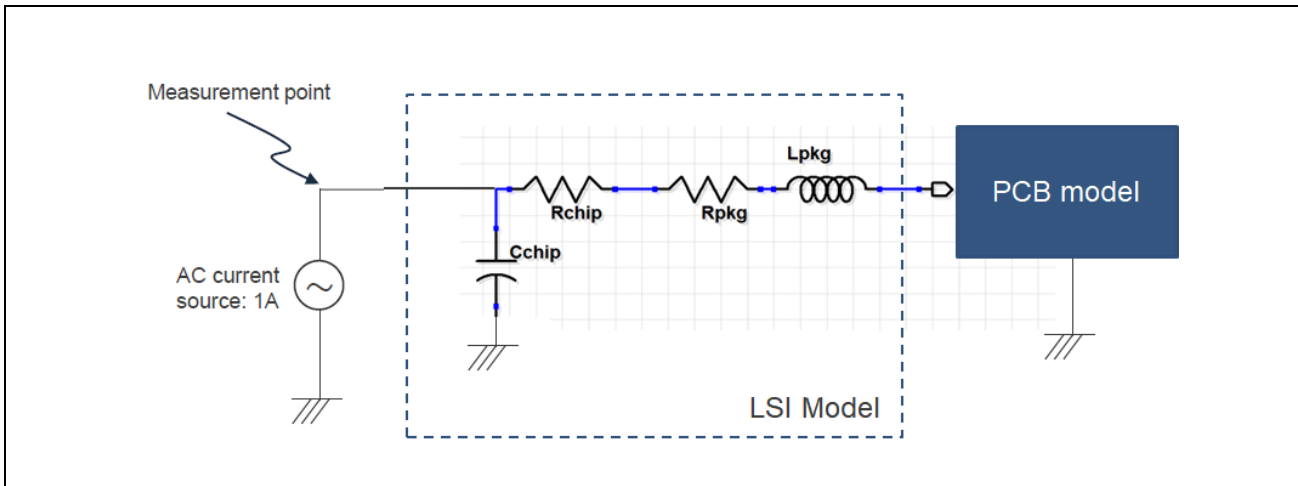 Measurement point
Lpkg
PCB model
Rchip
Rpkg
Cchip
AC current
source: 1A
LSI Model